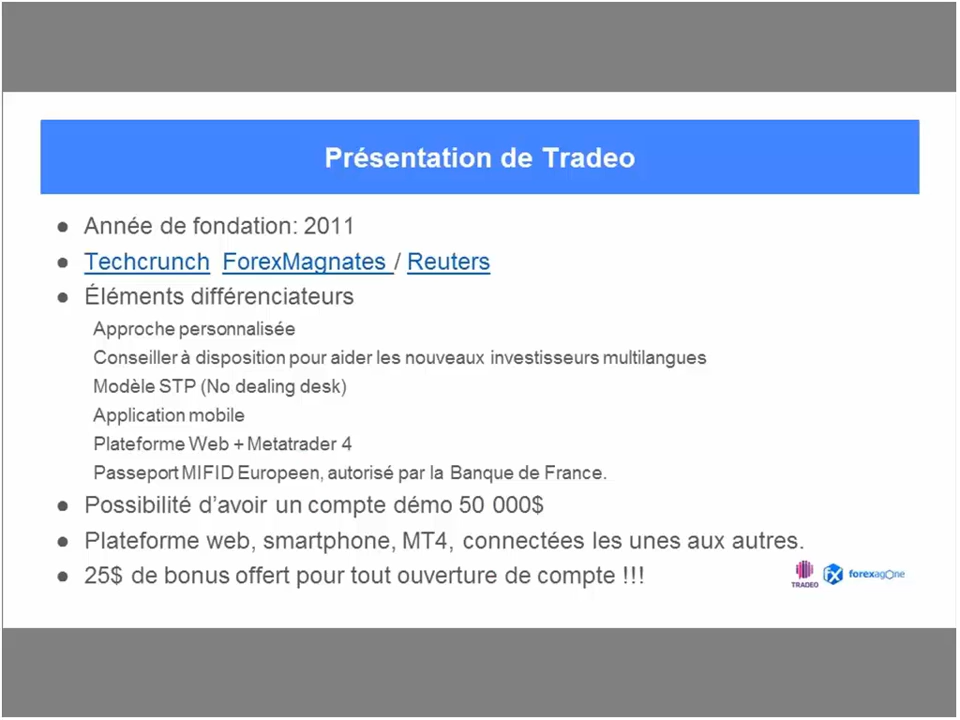 Présentation de Tradeo
● Année de fondation: 2011
● Techcrunch ForexMagnates / Reuters
● Éléments différenciateurs
Approche personnalisée
Conseiller à disposition pour aider les nouveaux investisseurs multilangues
Modèle STP (No dealing desk)
Application mobile
Plateforme Web + Metatrader 4
Passeport MIFID Europeen, autorisé par la Banque de France.
● Possibilité d’avoir un compte démo 50 000$
● Plateforme web, smartphone, MT4, connectées les unes aux autres.
● 25$ de bonus offert pour tout ouverture de compte !!!
TRADEO fx forexagone